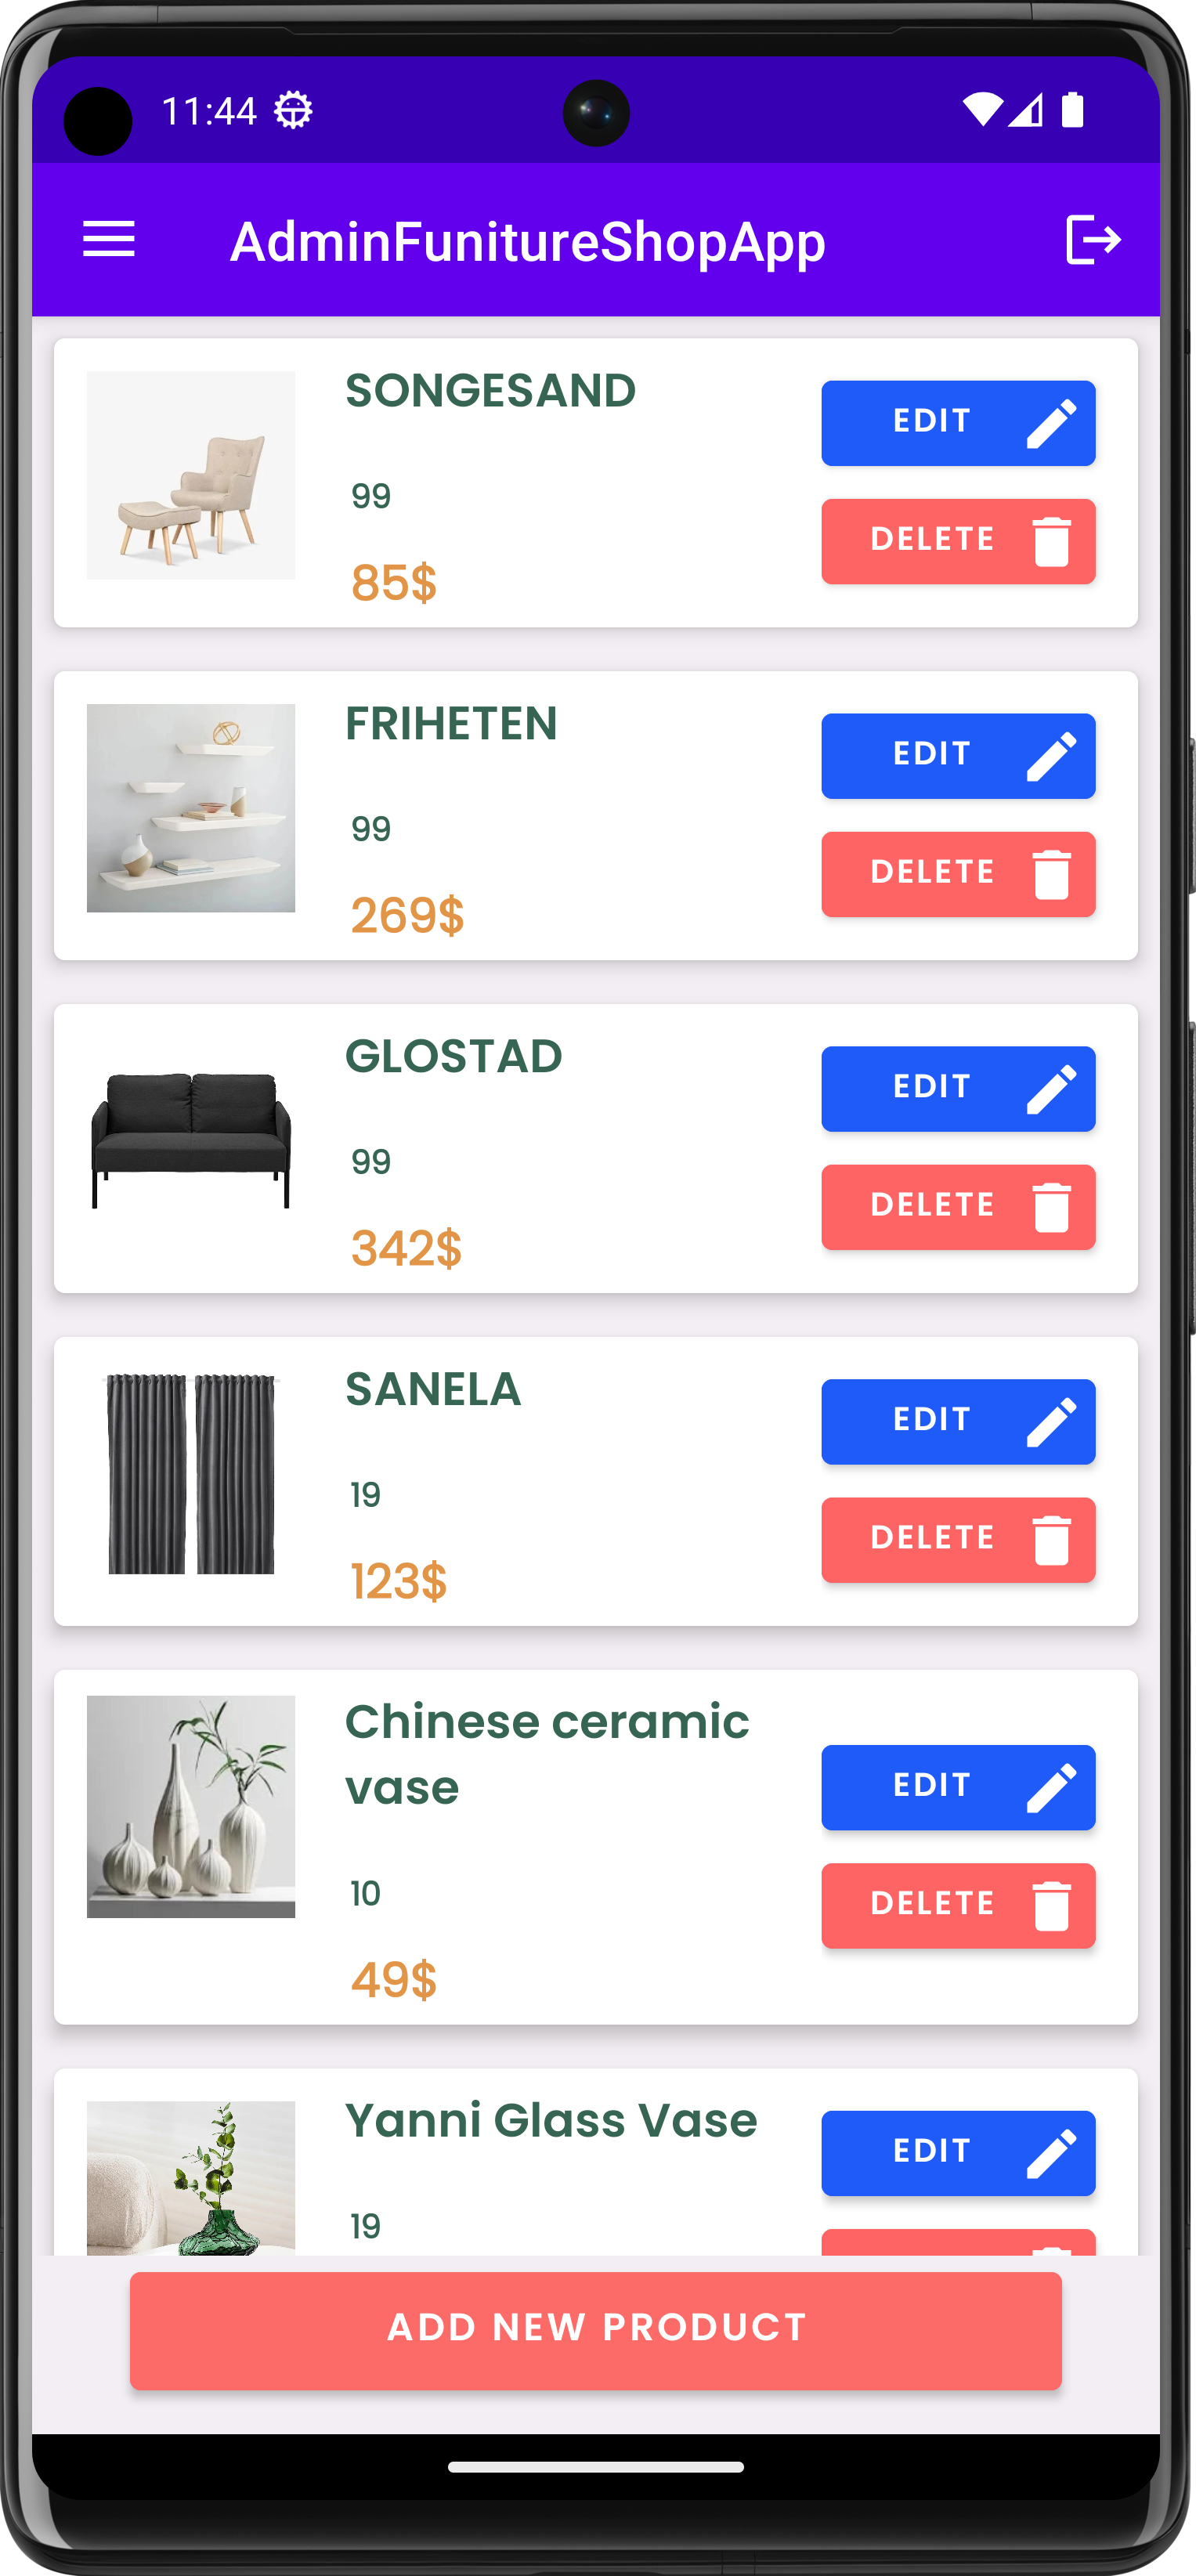 11:44
AdminFunitureShopApp
SONGESAND
EDIT
99
DELETE
85$
FRIHETEN
EDIT
99
DELETE
269$
GLOSTAD
EDIT
99
DELETE
342$
SANELA
EDIT
19
DELETE
123$
Chinese ceramic
vase
EDIT
10
DELETE
49$
Yanni Glass Vase
EDIT
19
ADD NEW PRODUCT